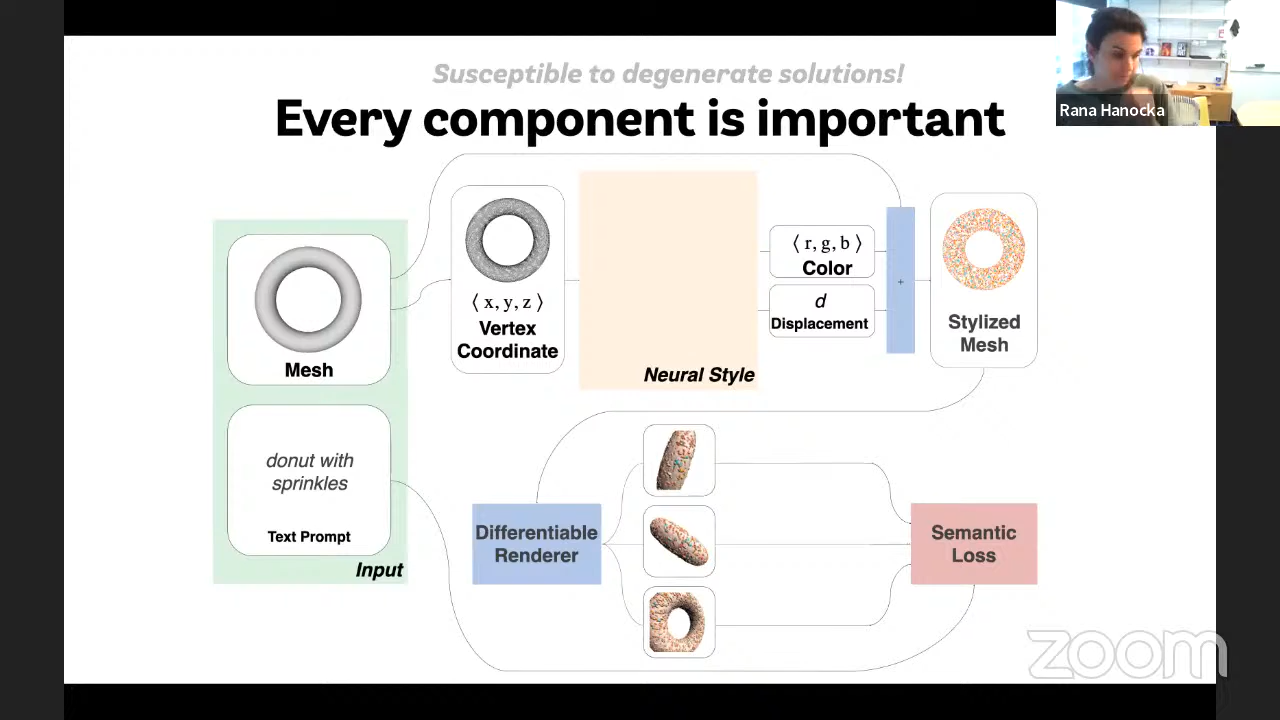 Susceptible to degenerate solutions!
Every component is important
Rana Hanocka
Mesh
donut with
sprinkles
Text Prompt
Input
⟨ x, y, z ⟩
Vertex
Coordinate
Neural Style
⟨ r, g, b ⟩
Color
d
Displacement
+
Stylized
Mesh
Differentiable
Renderer
Semantic
Loss
zoom